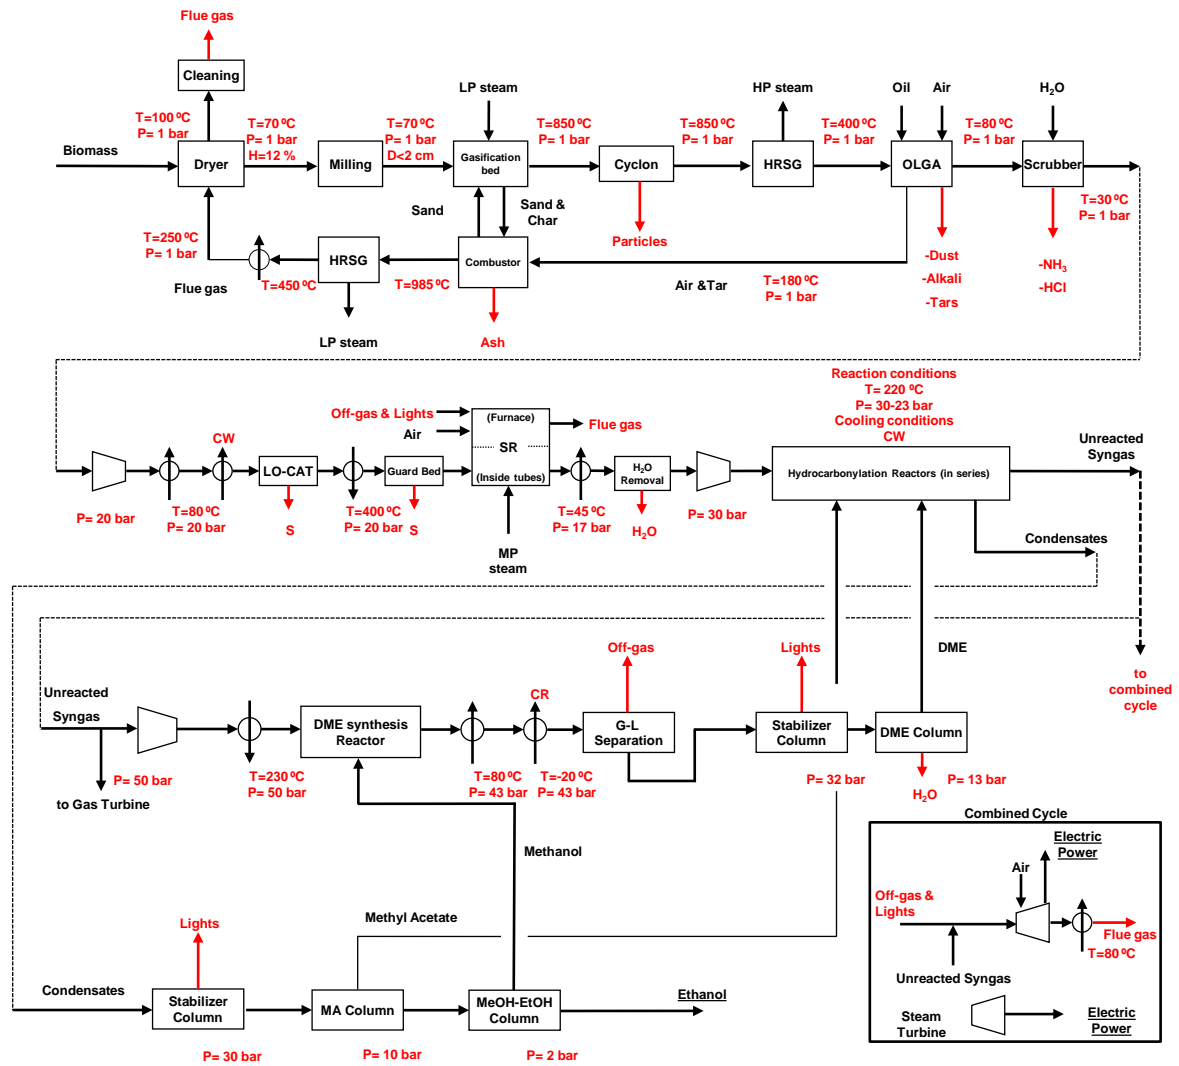 Flue gas
Cleaning
T=100 ºC
P= 1 bar
T=70 ºC
P= 1 bar
H=12 %
T=70 ºC
P= 1 bar
D<2 cm
LP steam
T=850 ºC
P= 1 bar
T=850 ºC
P= 1 bar
HP steam
T=400 ºC
P= 1 bar
Oil
Air
T=80 ºC
P= 1 bar
H2O
Biomass
Dryer
Milling
Gasification
bed
Cyclon
HRSG
OLGA
Scrubber
T=30 ºC
P= 1 bar
Sand
Sand &
Char
Particles
T=250 ºC
P= 1 bar
Flue gas
T=450 ºC
HRSG
T=985 ºC
Combustor
Air &Tar
T=180 ºC
P= 1 bar
-Dust
-Alkali
-Tars
-NH3
-HCl
LP steam
Ash
Reaction conditions
T= 220 ºC
P= 30-23 bar
Cooling conditions
CW
Off-gas & Lights
Air
(Furnace)
SR
(Inside tubes)
Flue gas
CW
LO-CAT
Guard Bed
H2O
Removal
Hydrocarbonylation Reactors (in series)
Unreacted
Syngas
P= 20 bar
T=80 ºC
P= 20 bar
S
T=400 ºC
P= 20 bar
S
MP
steam
T=45 ºC
P= 17 bar
H2O
P= 30 bar
Condensates
Off-gas
Lights
DME
to
combined
cycle
Unreacted
Syngas
DME synthesis
Reactor
CR
G-L
Separation
Stabilizer
Column
DME Column
P= 50 bar
to Gas Turbine
T=230 ºC
P= 50 bar
T=80 ºC
P= 43 bar
T=-20 ºC
P= 43 bar
P= 32 bar
H2O
P= 13 bar
Methanol
Methyl Acetate
Lights
Condensates
Stabilizer
Column
MA Column
MeOH-EtOH
Column
Ethanol
P= 30 bar
P= 10 bar
P= 2 bar
Combined Cycle
Electric
Power
Air
Off-gas &
Lights
Flue gas
T=80 ºC
Unreacted Syngas
Steam
Turbine
Electric
Power